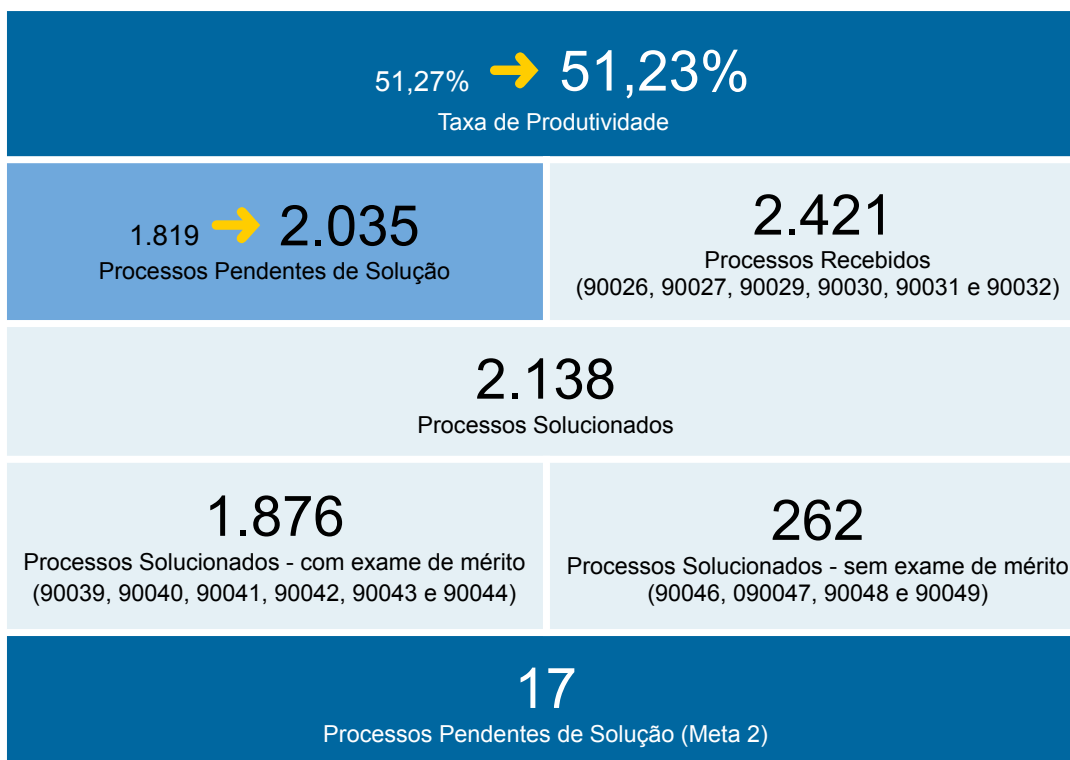 51,27% ➜ 51,23%
Taxa de Produtividade
1.819 ➜ 2.035
Processos Pendentes de Solução
2.421
Processos Recebidos
(90026, 90027, 90029, 90030, 90031 e 90032)
2.138
Processos Solucionados
1.876
Processos Solucionados - com exame de mérito
(90039, 90040, 90041, 90042, 90043 e 90044)
262
Processos Solucionados - sem exame de mérito
(90046, 090047, 90048 e 90049)
17
Processos Pendentes de Solução (Meta 2)